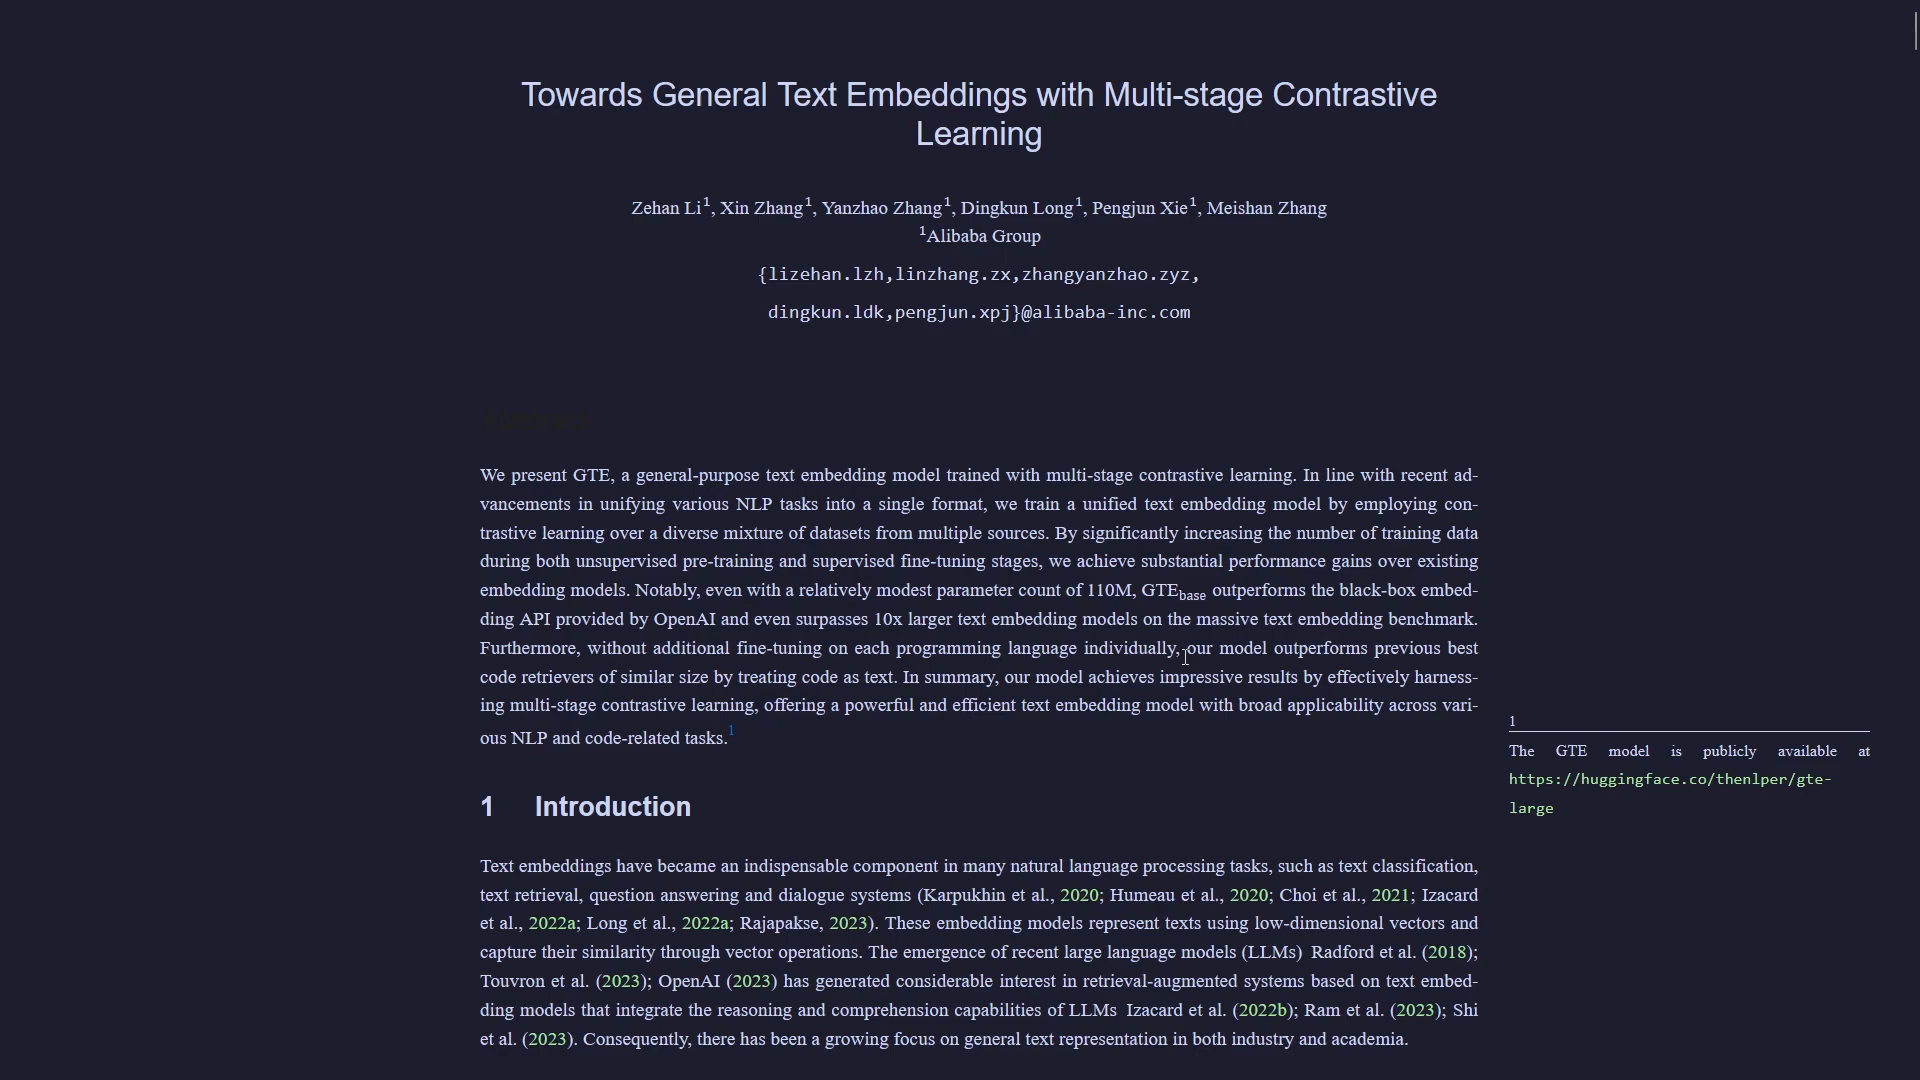 Towards General Text Embeddings with Multi-stage Contrastive
Learning
Zehan Li¹, Xin Zhang¹, Yanzhao Zhang¹, Dingkun Long¹, Pengjun Xie¹, Meishan Zhang
¹Alibaba Group
{lizehan.lzh,linzhang.zx,zhangyanzhao.zyz,
dingkun.ldk,pengjun.xpj}@alibaba-inc.com
Abstract
We present GTE, a general-purpose text embedding model trained with multi-stage contrastive learning. In line with recent ad-
vancements in unifying various NLP tasks into a single format, we train a unified text embedding model by employing con-
trastive learning over a diverse mixture of datasets from multiple sources. By significantly increasing the number of training data
during both unsupervised pre-training and supervised fine-tuning stages, we achieve substantial performance gains over existing
embedding models. Notably, even with a relatively modest parameter count of 110M, GTEbase outperforms the black-box embed-
ding API provided by OpenAI and even surpasses 10x larger text embedding models on the massive text embedding benchmark.
Furthermore, without additional fine-tuning on each programming language individually, our model outperforms previous best
code retrievers of similar size by treating code as text. In summary, our model achieves impressive results by effectively harness-
ing multi-stage contrastive learning, offering a powerful and efficient text embedding model with broad applicability across vari-
ous NLP and code-related tasks.¹
1
The GTE model is publicly available at
https://huggingface.co/thenlper/gte-
large
1 Introduction
Text embeddings have became an indispensable component in many natural language processing tasks, such as text classification,
text retrieval, question answering and dialogue systems (Karpukhin et al., 2020; Humeau et al., 2020; Choi et al., 2021; Izacard
et al., 2022a; Long et al., 2022a; Rajapakse, 2023). These embedding models represent texts using low-dimensional vectors and
capture their similarity through vector operations. The emergence of recent large language models (LLMs) Radford et al. (2018);
Touvron et al. (2023); OpenAI (2023) has generated considerable interest in retrieval-augmented systems based on text embed-
ding models that integrate the reasoning and comprehension capabilities of LLMs Izacard et al. (2022b); Ram et al. (2023); Shi
et al. (2023). Consequently, there has been a growing focus on general text representation in both industry and academia.